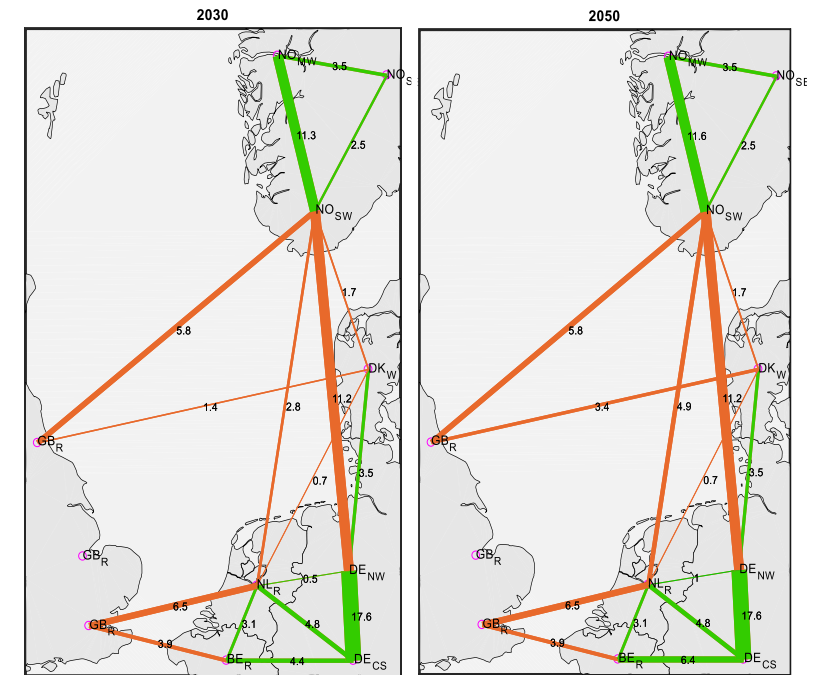 2030
NO MW
3.5
NO S
11.3
2.5
NO SW
1.7
5.8
DK W
1.4
2.8
11.2
GB R
3.5
0.7
GB R
DE NW
0.5
NL R
6.5
17.6
GB R
3.1
4.8
3.9
BE R
4.4
DE CS
2050
NO MW
3.5
NO SE
11.6
2.5
NO SW
1.7
5.8
DK W
3.4
4.9
11.2
GB R
3.5
0.7
GB R
DE NW
1
NL R
6.5
17.6
GB R
3.1
4.8
3.9
BE R
6.4
DE CS